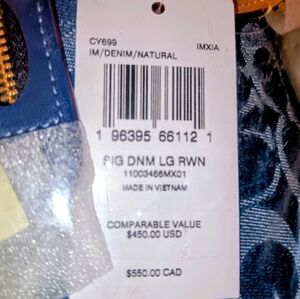 CY699 IMXIA
IM/DENIM/NATURAL
1 96395 66112 1
SIG DNM LG RWN
11003466MX01
MADE IN VIETNAM
COMPARABLE VALUE
$450.00 USD
$550.00 CAD